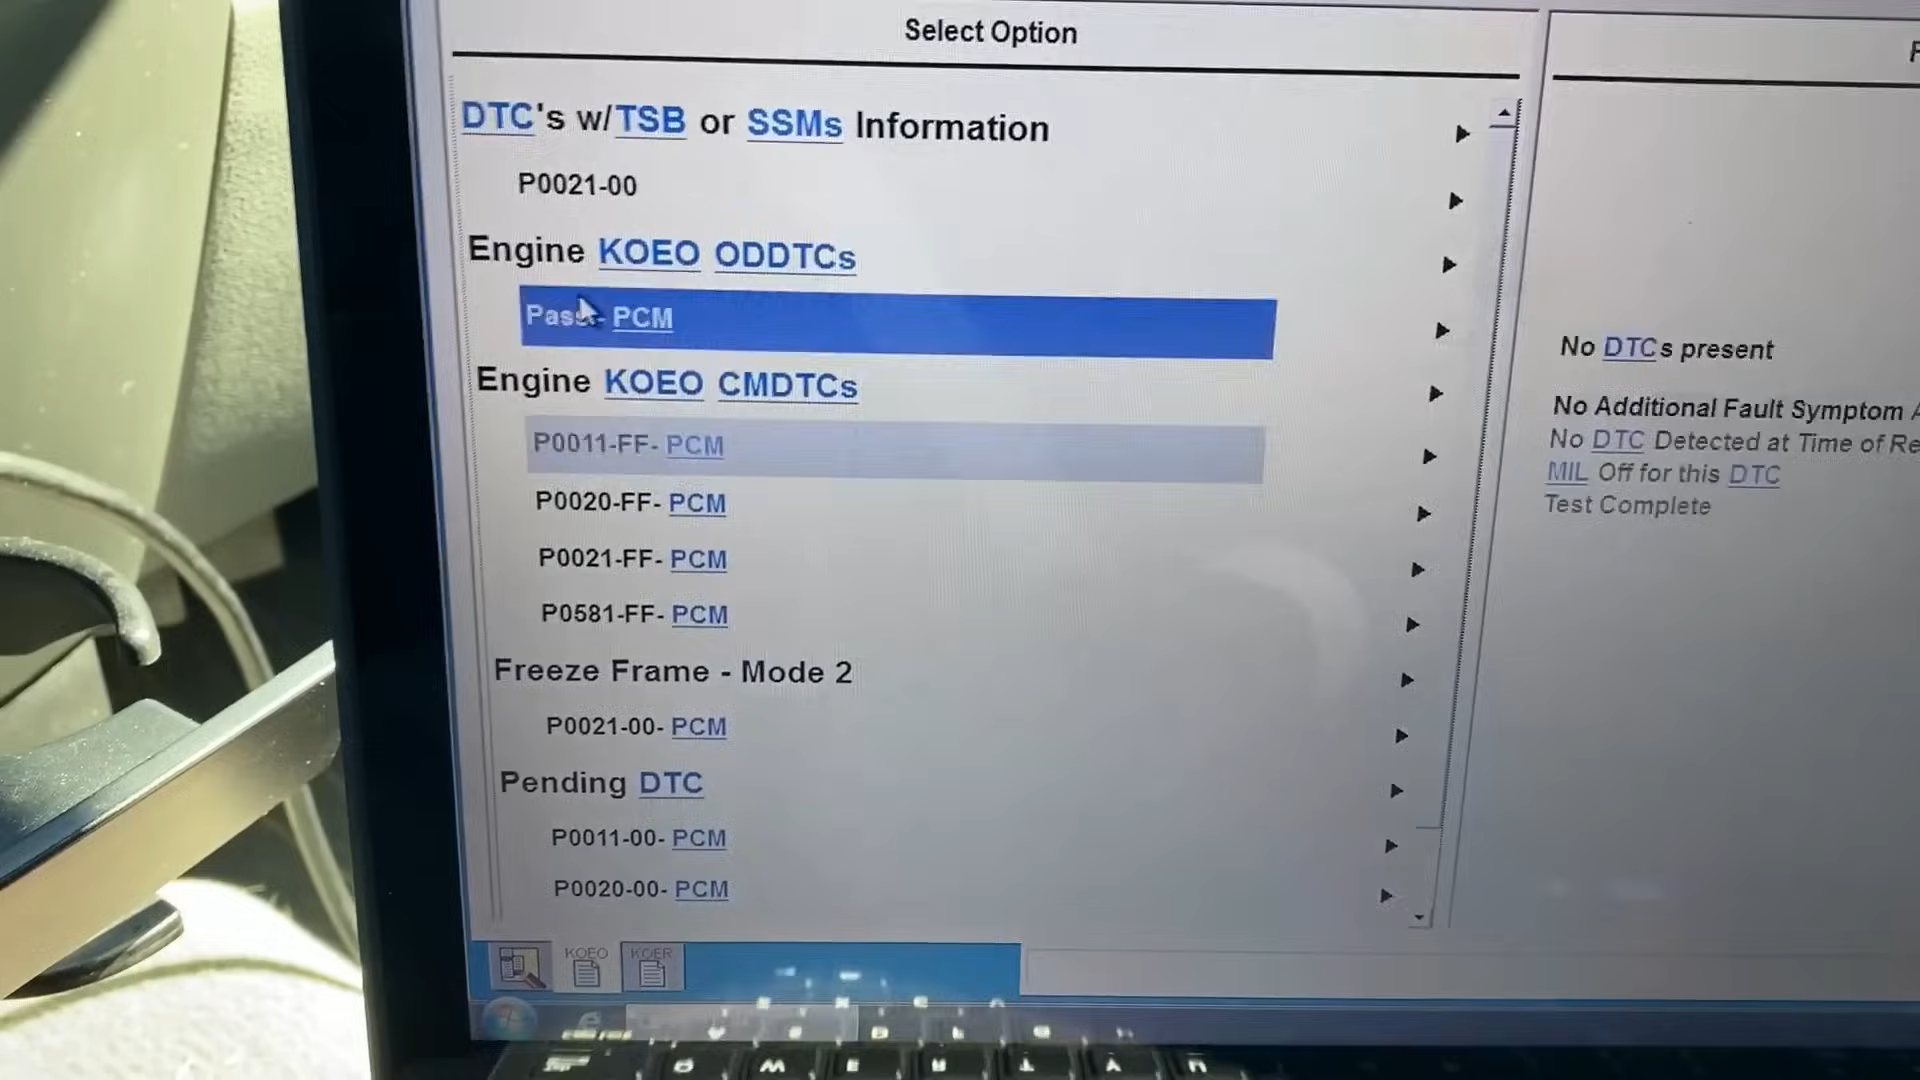 Select Option
DTC's w/TSB or SSMs Information
P0021-00
Engine KOEO ODDTCs
Pass - PCM
Engine KOEO CMDTCs
P0011-FF- PCM
P0020-FF- PCM
P0021-FF- PCM
P0581-FF- PCM
Freeze Frame - Mode 2
P0021-00- PCM
Pending DTC
P0011-00- PCM
P0020-00- PCM
KOEO
KOER
No DTCs present
No Additional Fault Symptom
No DTC Detected at Time of Re
MIL Off for this DTC
Test Complete
Q
W
E
R
T
Y
U